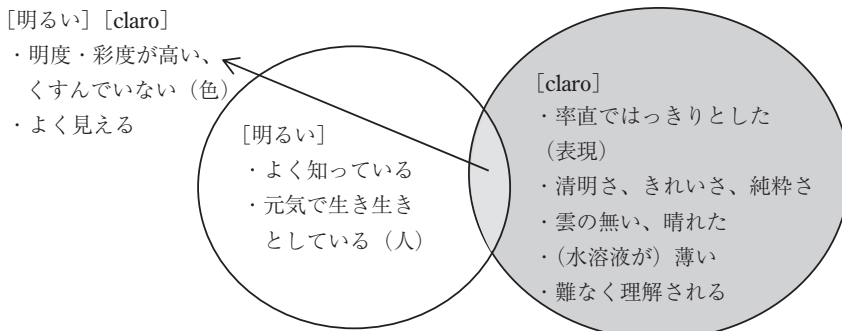 ［明るい］［claro］
・明度・彩度が高い、
くすんでいない（色）
・よく見える
［明るい］
・よく知っている
・元気で生き生き
としている（人）
［claro］
・率直ではっきりとした
（表現）
・清明さ、きれいさ、純粋さ
・雲の無い、晴れた
・（水溶液が）薄い
・難なく理解される